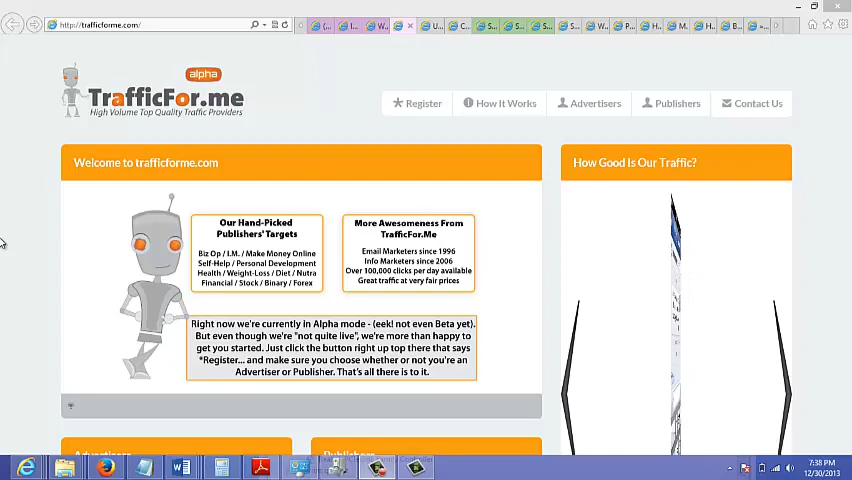 http://trafficforme.com/
alpha
TrafficFor.me
High Volume Top Quality Traffic Providers
Register
How It Works
Advertisers
Publishers
Contact Us
Welcome to trafficforme.com
How Good Is Our Traffic?
Our Hand-Picked
Publishers' Targets
Biz Op / I.M. / Make Money Online
Self-Help / Personal Development
Health / Weight-Loss / Diet / Nutra
Financial / Stock / Binary / Forex
More Awesomeness From
TrafficFor.Me
Email Marketers since 1996
Info Marketers since 2006
Over 100,000 clicks per day available
Great traffic at very fair prices
Right now we're currently in Alpha mode - (eek! not even Beta yet).
But even though we're "not quite live", we're more than happy to
get you started. Just click the button right up top there that says
*Register... and make sure you choose whether or not you're an
Advertiser or Publisher. That's all there is to it.
Advertisers
Publishers
7:38 PM
12/30/2013